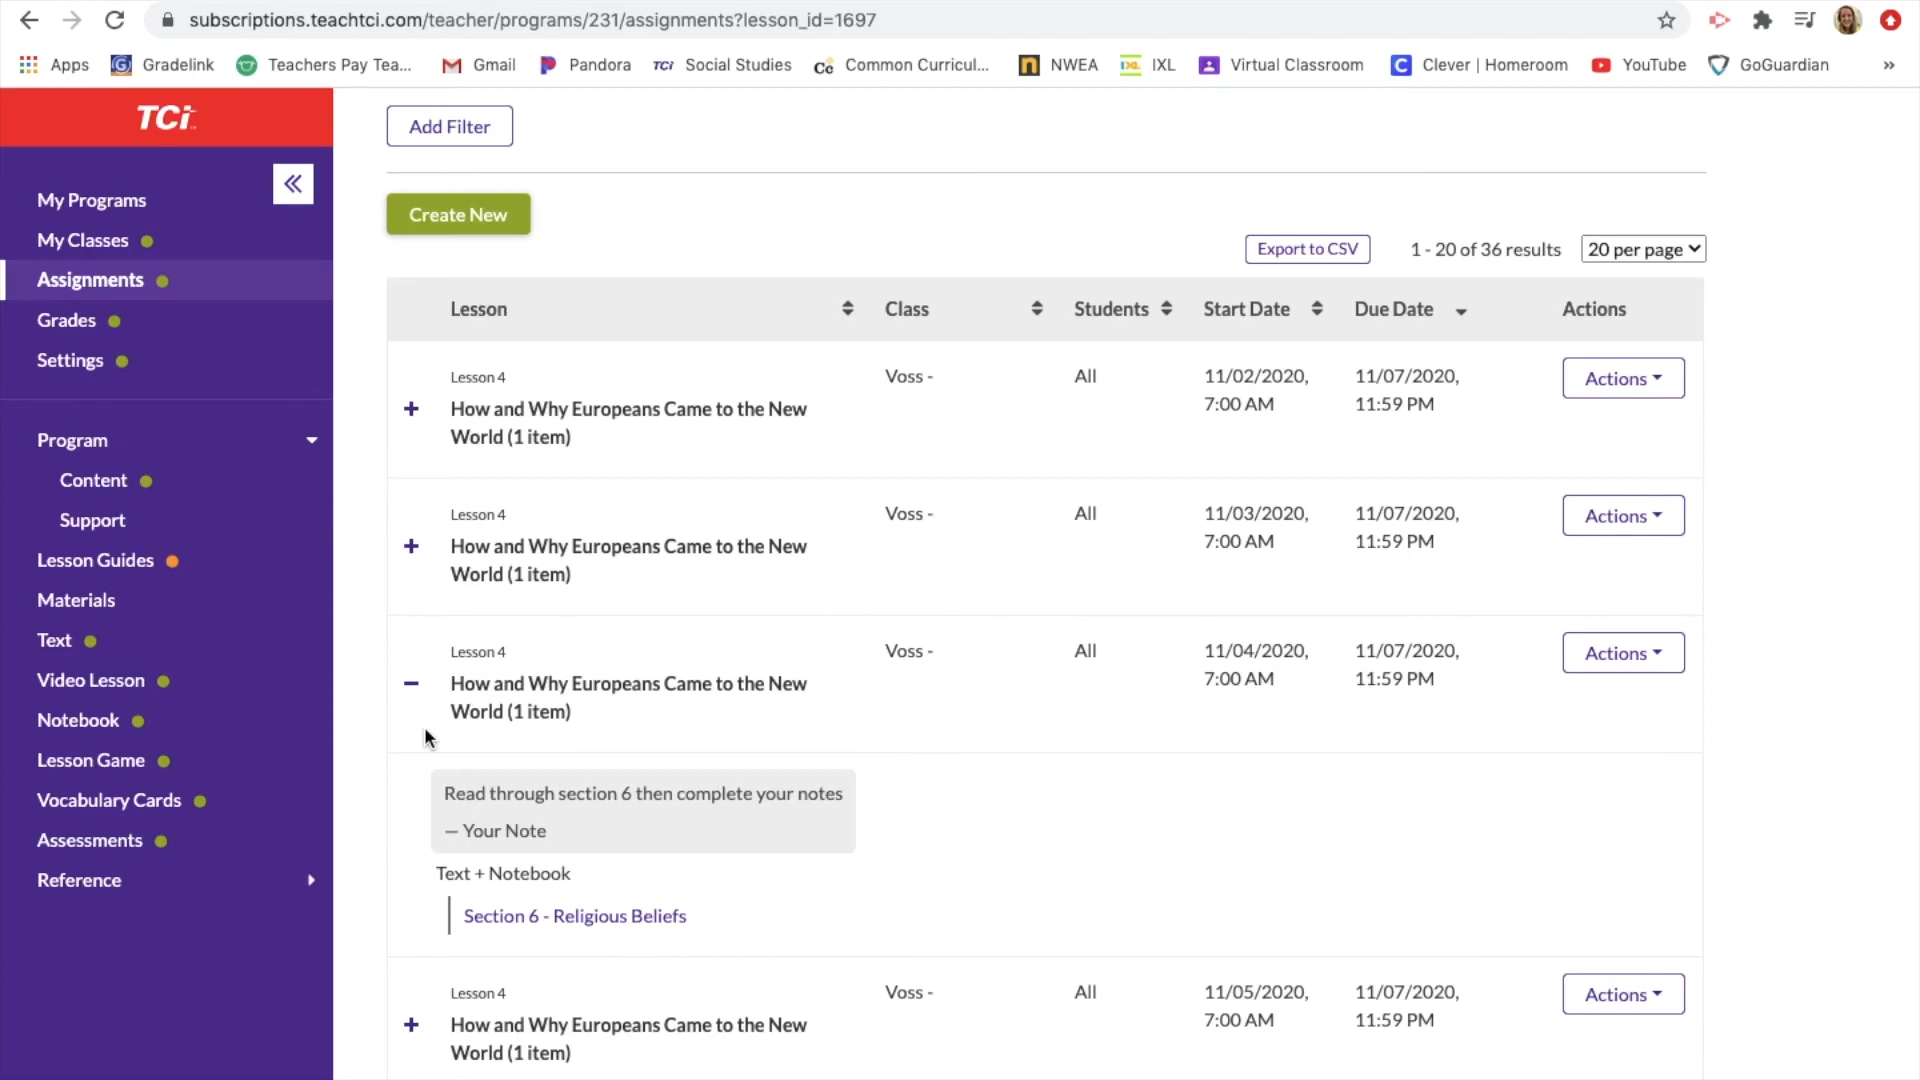 subscriptions.teachtci.com/teacher/programs/231/assignments?lesson_id=1697
Apps Gradelink Teachers Pay Tea... Gmail Pandora TCi Social Studies Cc Common Curricul... NWEA IXL Virtual Classroom Clever | Homeroom YouTube GoGuardian »
TCi
My Programs
My Classes
Assignments
Grades
Settings
Program
Content
Support
Lesson Guides
Materials
Text
Video Lesson
Notebook
Lesson Game
Vocabulary Cards
Assessments
Reference
Add Filter
Create New
Export to CSV 1 - 20 of 36 results 20 per page
Lesson Class Students Start Date Due Date Actions
Lesson 4 Voss - All 11/02/2020, 11/07/2020, Actions
How and Why Europeans Came to the New 7:00 AM 11:59 PM
World (1 item)
Lesson 4 Voss - All 11/03/2020, 11/07/2020, Actions
How and Why Europeans Came to the New 7:00 AM 11:59 PM
World (1 item)
Lesson 4 Voss - All 11/04/2020, 11/07/2020, Actions
How and Why Europeans Came to the New 7:00 AM 11:59 PM
World (1 item)
Read through section 6 then complete your notes
— Your Note
Text + Notebook
Section 6 - Religious Beliefs
Lesson 4 Voss - All 11/05/2020, 11/07/2020, Actions
How and Why Europeans Came to the New 7:00 AM 11:59 PM
World (1 item)